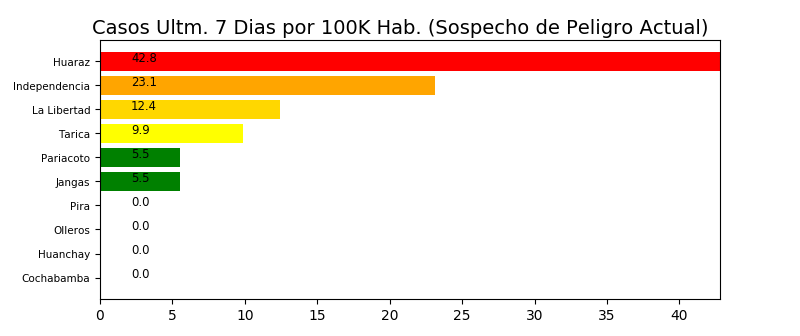 Casos Ultm. 7 Dias por 100K Hab. (Sospecho de Peligro Actual)
Huaraz 42.8
Independencia 23.1
La Libertad 12.4
Tarica 9.9
Pariacoto 5.5
Jangas 5.5
Pira 0.0
Olleros 0.0
Huanchay 0.0
Cochabamba 0.0
0 5 10 15 20 25 30 35 40